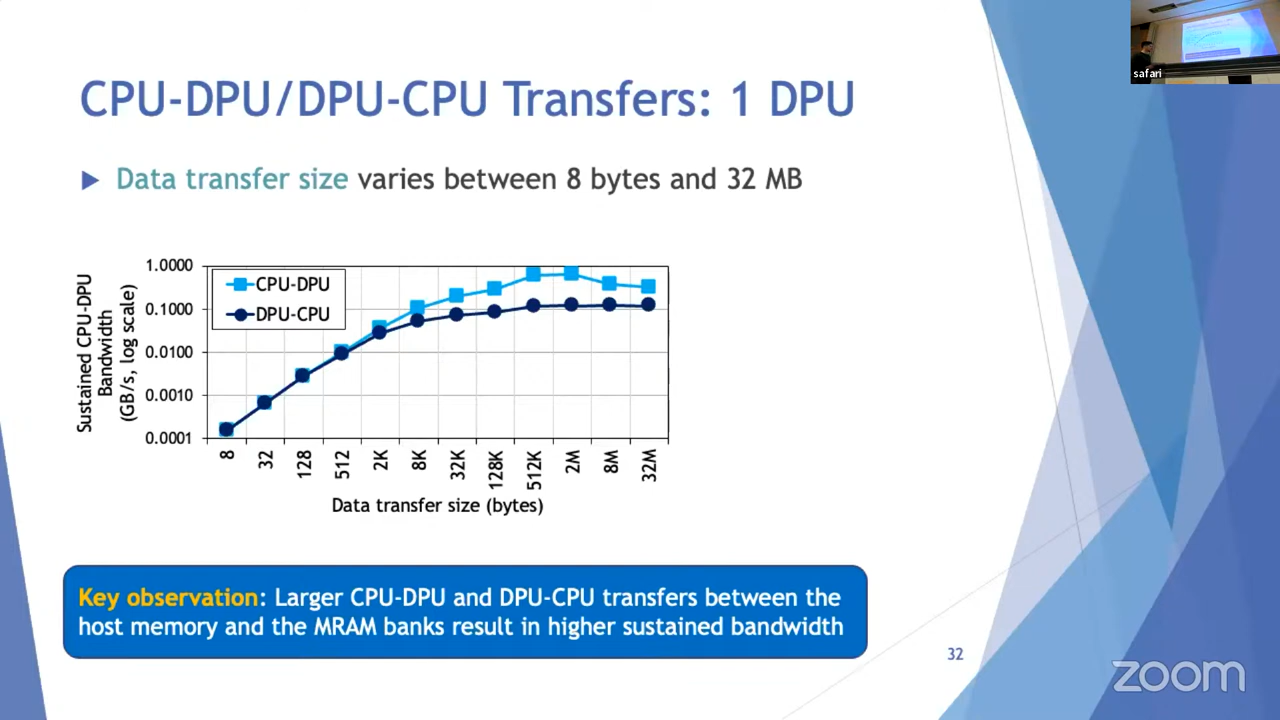 safari
CPU-DPU/DPU-CPU Transfers: 1 DPU
Data transfer size varies between 8 bytes and 32 MB
Sustained CPU-DPU
Bandwidth
(GB/s, log scale)
1.0000
0.1000
0.0100
0.0010
0.0001
CPU-DPU
DPU-CPU
8 32 128 512 2K 8K 32K 128K 512K 2M 8M 32M
Data transfer size (bytes)
Key observation: Larger CPU-DPU and DPU-CPU transfers between the
host memory and the MRAM banks result in higher sustained bandwidth
32
zoom